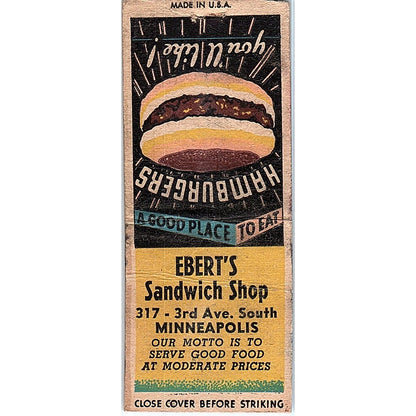 MADE IN U.S.A.
HAMBURGERS
you'll like!
A GOOD PLACE TO EAT
EBERT'S
Sandwich Shop
317 - 3rd Ave. South
MINNEAPOLIS
OUR MOTTO IS TO
SERVE GOOD FOOD
AT MODERATE PRICES
CLOSE COVER BEFORE STRIKING